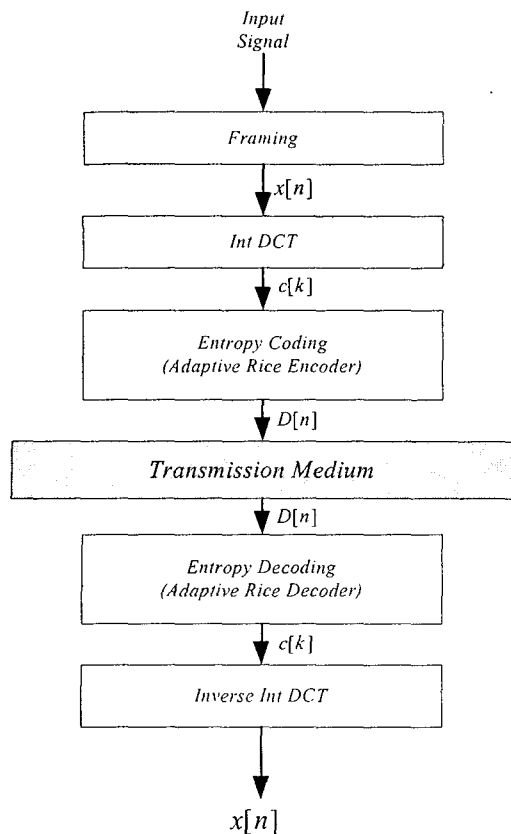 Input
Signal
Framing
x[n]
Int DCT
c[k]
Entropy Coding
(Adaptive Rice Encoder)
D[n]
Transmission Medium
D[n]
Entropy Decoding
(Adaptive Rice Decoder)
c[k]
Inverse Int DCT
x[n]